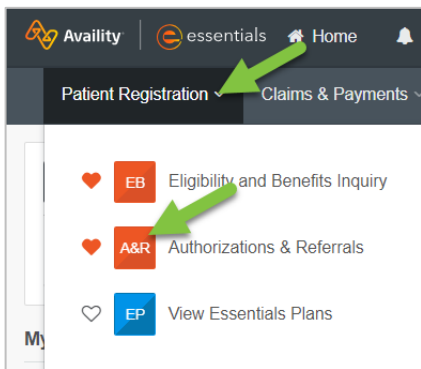 Availity essentials Home
Patient Registration Claims & Payments
EB Eligibility and Benefits Inquiry
A&R Authorizations & Referrals
EP View Essentials Plans
My